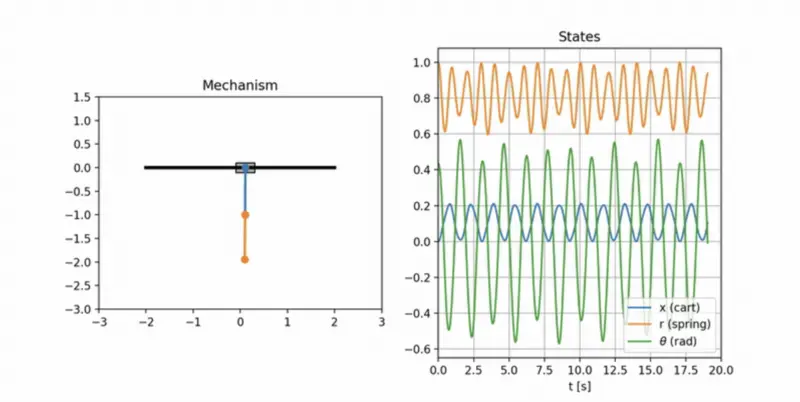 Mechanism
1.5
1.0
0.5
0.0
−0.5
−1.0
−1.5
−2.0
−2.5
−3.0
−3 −2 −1 0 1 2 3
States
1.0
0.8
0.6
0.4
0.2
0.0
−0.2
−0.4
−0.6
x (cart)
r (spring)
θ (rad)
0.0 2.5 5.0 7.5 10.0 12.5 15.0 17.5 20.0
t [s]